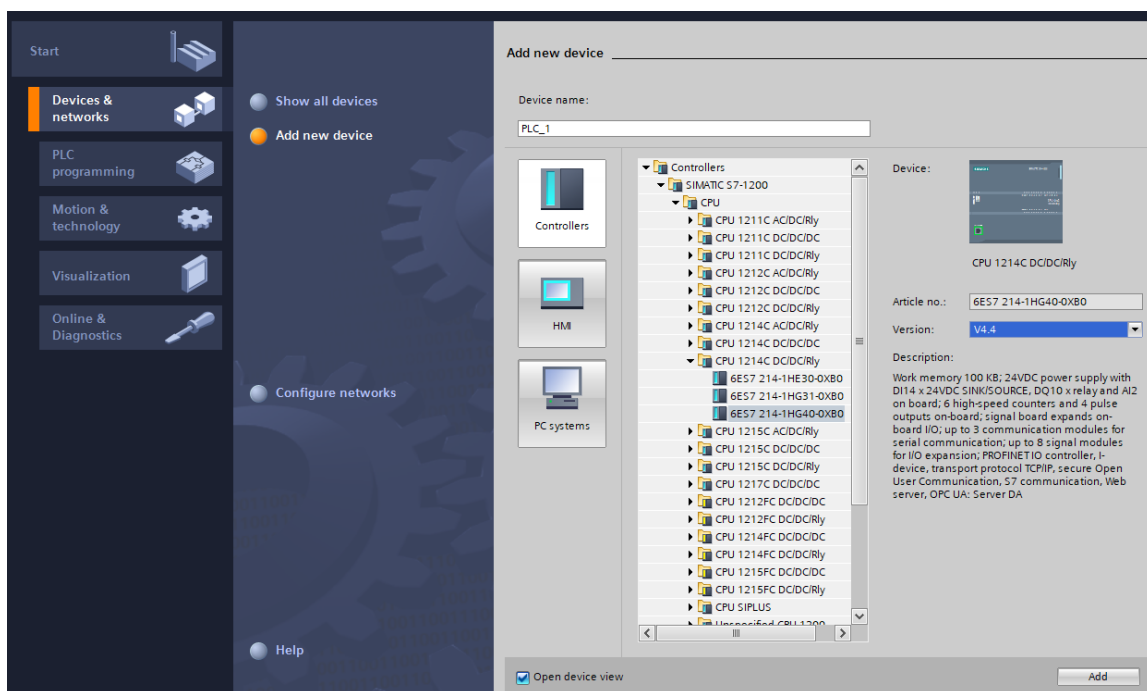 Start
Devices &
networks
PLC
programming
Motion &
technology
Visualization
Online &
Diagnostics
Show all devices
Add new device
Configure networks
Help
Add new device
Device name:
PLC_1
Controllers
HMI
PC systems
Controllers
SIMATIC S7-1200
CPU
CPU 1211C AC/DC/Rly
CPU 1211C DC/DC/DC
CPU 1211C DC/DC/Rly
CPU 1212C AC/DC/Rly
CPU 1212C DC/DC/DC
CPU 1212C DC/DC/Rly
CPU 1214C AC/DC/Rly
CPU 1214C DC/DC/DC
CPU 1214C DC/DC/Rly
6ES7 214-1HE30-0XB0
6ES7 214-1HG31-0XB0
6ES7 214-1HG40-0XB0
CPU 1215C AC/DC/Rly
CPU 1215C DC/DC/DC
CPU 1215C DC/DC/Rly
CPU 1217C DC/DC/DC
CPU 1212FC DC/DC/DC
CPU 1212FC DC/DC/Rly
CPU 1214FC DC/DC/DC
CPU 1214FC DC/DC/Rly
CPU 1215FC DC/DC/DC
CPU 1215FC DC/DC/Rly
CPU SIPLUS
Unspecified CPU 1200
Device:
CPU 1214C DC/DC/Rly
Article no.: 6ES7 214-1HG40-0XB0
Version: V4.4
Description:
Work memory 100 KB; 24VDC power supply with
DI14 x 24VDC SINK/SOURCE, DQ10 x relay and AI2
on board; 6 high-speed counters and 4 pulse
outputs on-board; signal board expands on-
board I/O; up to 3 communication modules for
serial communication; up to 8 signal modules
for I/O expansion; PROFINET IO controller, I-
device, transport protocol TCP/IP, secure Open
User Communication, S7 communication, Web
server, OPC UA: Server DA
Open device view
Add